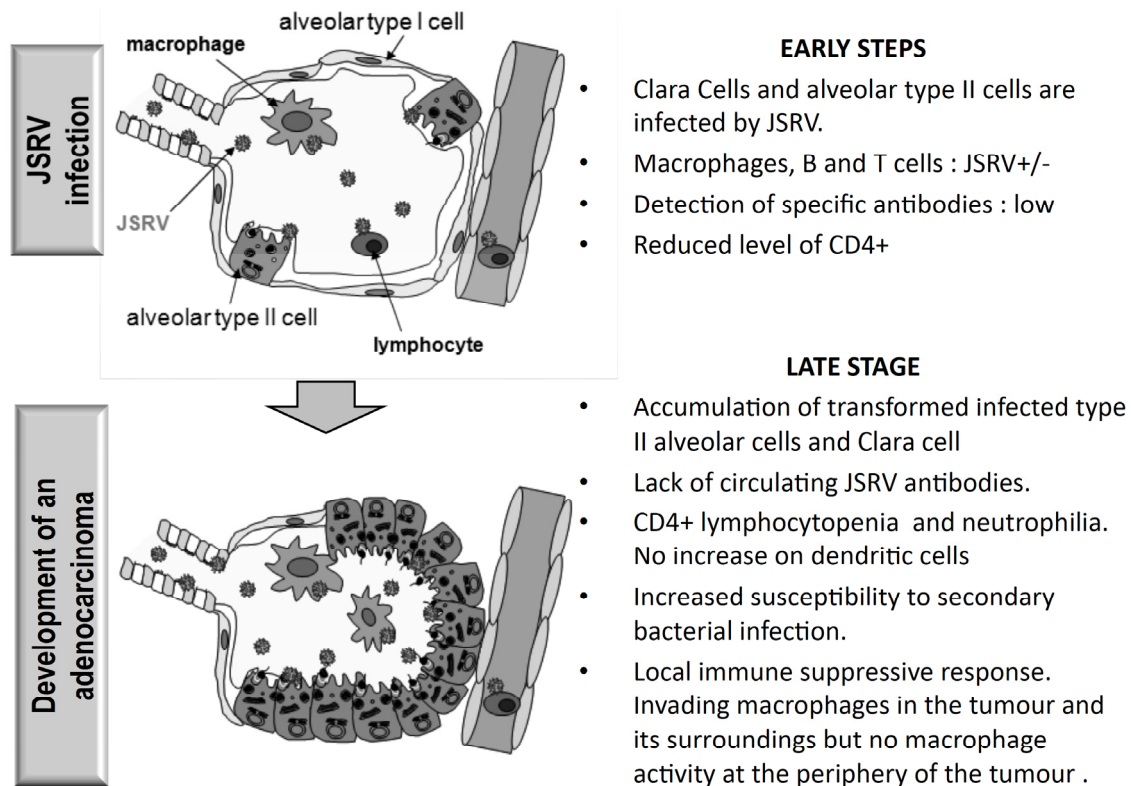 JSRV
infection
alveolar type I cell
macrophage
JSRV
alveolar type II cell
lymphocyte
EARLY STEPS
• Clara Cells and alveolar type II cells are
infected by JSRV.
• Macrophages, B and T cells : JSRV+/-
• Detection of specific antibodies : low
• Reduced level of CD4+
Development of an
adenocarcinoma
LATE STAGE
• Accumulation of transformed infected type
II alveolar cells and Clara cell
• Lack of circulating JSRV antibodies.
• CD4+ lymphocytopenia and neutrophilia.
No increase on dendritic cells
• Increased susceptibility to secondary
bacterial infection.
• Local immune suppressive response.
Invading macrophages in the tumour and
its surroundings but no macrophage
activity at the periphery of the tumour .